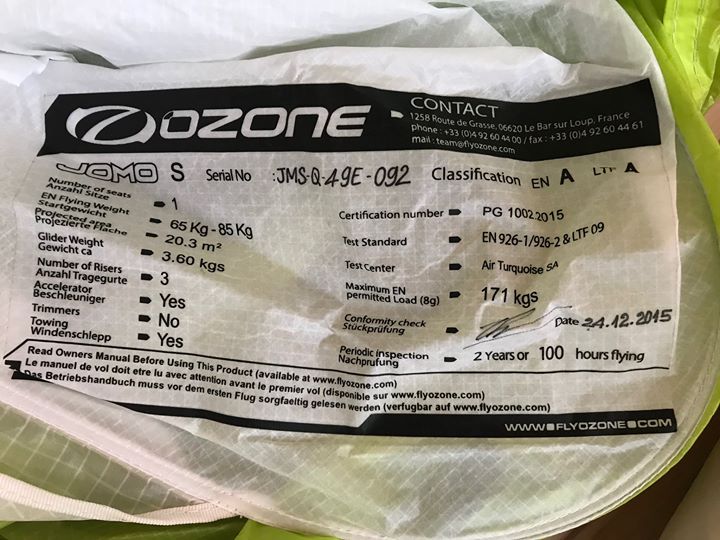 OZONE
CONTACT
1258 Route de Grasse, 06620 Le Bar sur Loup, France
phone : +33 (0)4 92 60 44 00 / fax : +33 (0)4 92 60 44 61
mail : team@flyozone.com
JOMO S Serial No :JMS-Q-49E-092 Classification EN A LTF A
Number of seats
Anzahl Sitze 1
EN Flying Weight
Startgewicht 65 Kg - 85 Kg
Projected area
Projezierte Fläche 20.3 m²
Glider Weight
Gewicht ca 3.60 kgs
Number of Risers
Anzahl Tragegurte 3
Accelerator
Beschleuniger Yes
Trimmers No
Towing
Windenschlepp Yes
Certification number PG 1002.2015
Test Standard EN 926-1/926-2 & LTF 09
Test Center Air Turquoise SA
Maximum EN
permitted Load (8g) 171 kgs
Conformity check
Stückprüfung Date 24.12.2015
Periodic inspection
Nachprüfung 2 Years or 100 hours flying
Read Owners Manual Before Using This Product (available at www.flyozone.com)
Le manuel de vol doit etre lu avec attention avant le premier vol (disponible sur www.flyozone.com)
Das Betriebshandbuch muss vor dem ersten Flug sorgfaeltig gelesen werden (verfugbar auf www.flyozone.com)
WWW.FLYOZONE.COM